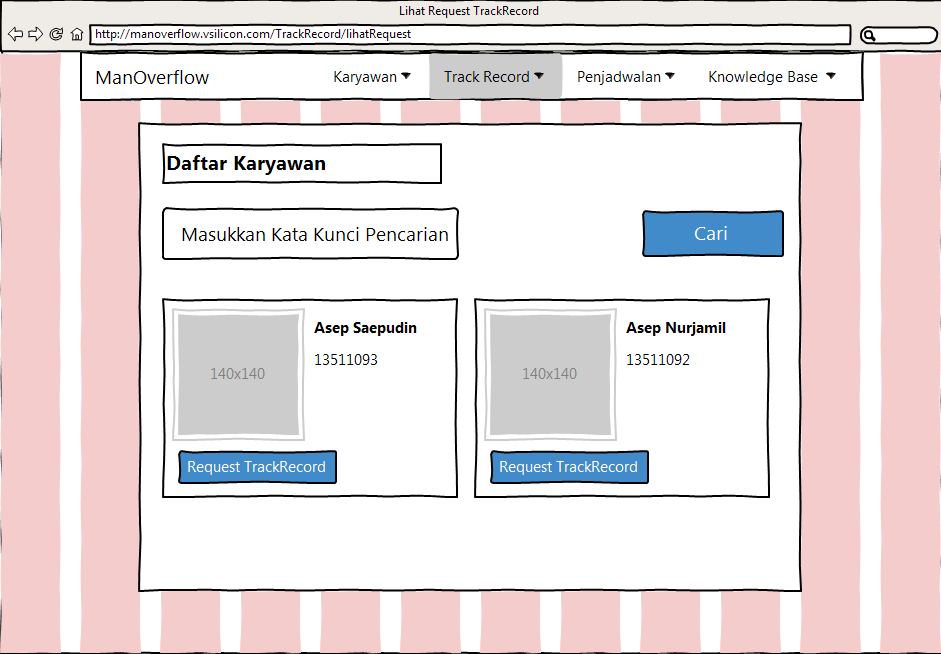 Lihat Request TrackRecord
http://manoverflow.vsilicon.com/TrackRecord/lihatRequest
ManOverflow Karyawan Track Record Penjadwalan Knowledge Base
Daftar Karyawan
Masukkan Kata Kunci Pencarian Cari
140x140
Asep Saepudin
13511093
Request TrackRecord
140x140
Asep Nurjamil
13511092
Request TrackRecord